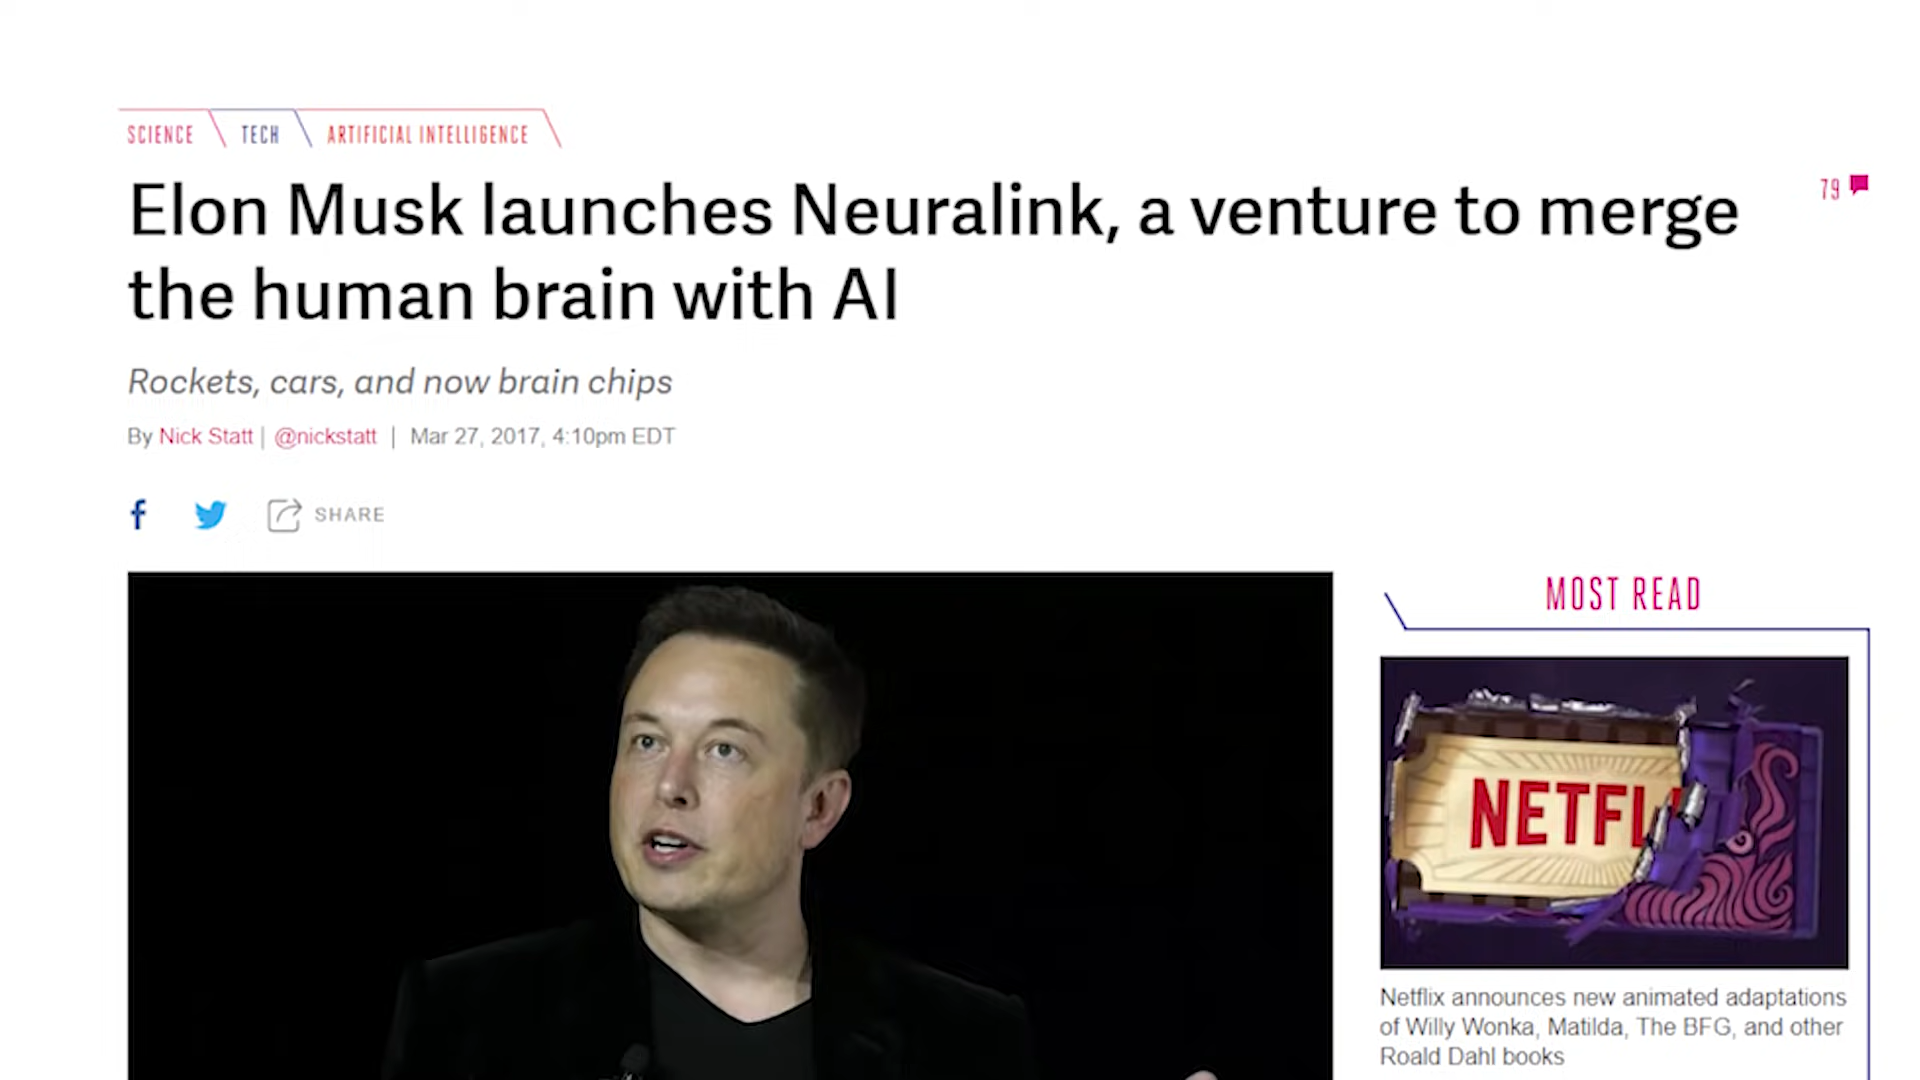 SCIENCE TECH ARTIFICIAL INTELLIGENCE
Elon Musk launches Neuralink, a venture to merge
the human brain with AI
79
Rockets, cars, and now brain chips
By Nick Statt | @nickstatt | Mar 27, 2017, 4:10pm EDT
SHARE
MOST READ
NETFL
Netflix announces new animated adaptations
of Willy Wonka, Matilda, The BFG, and other
Roald Dahl books